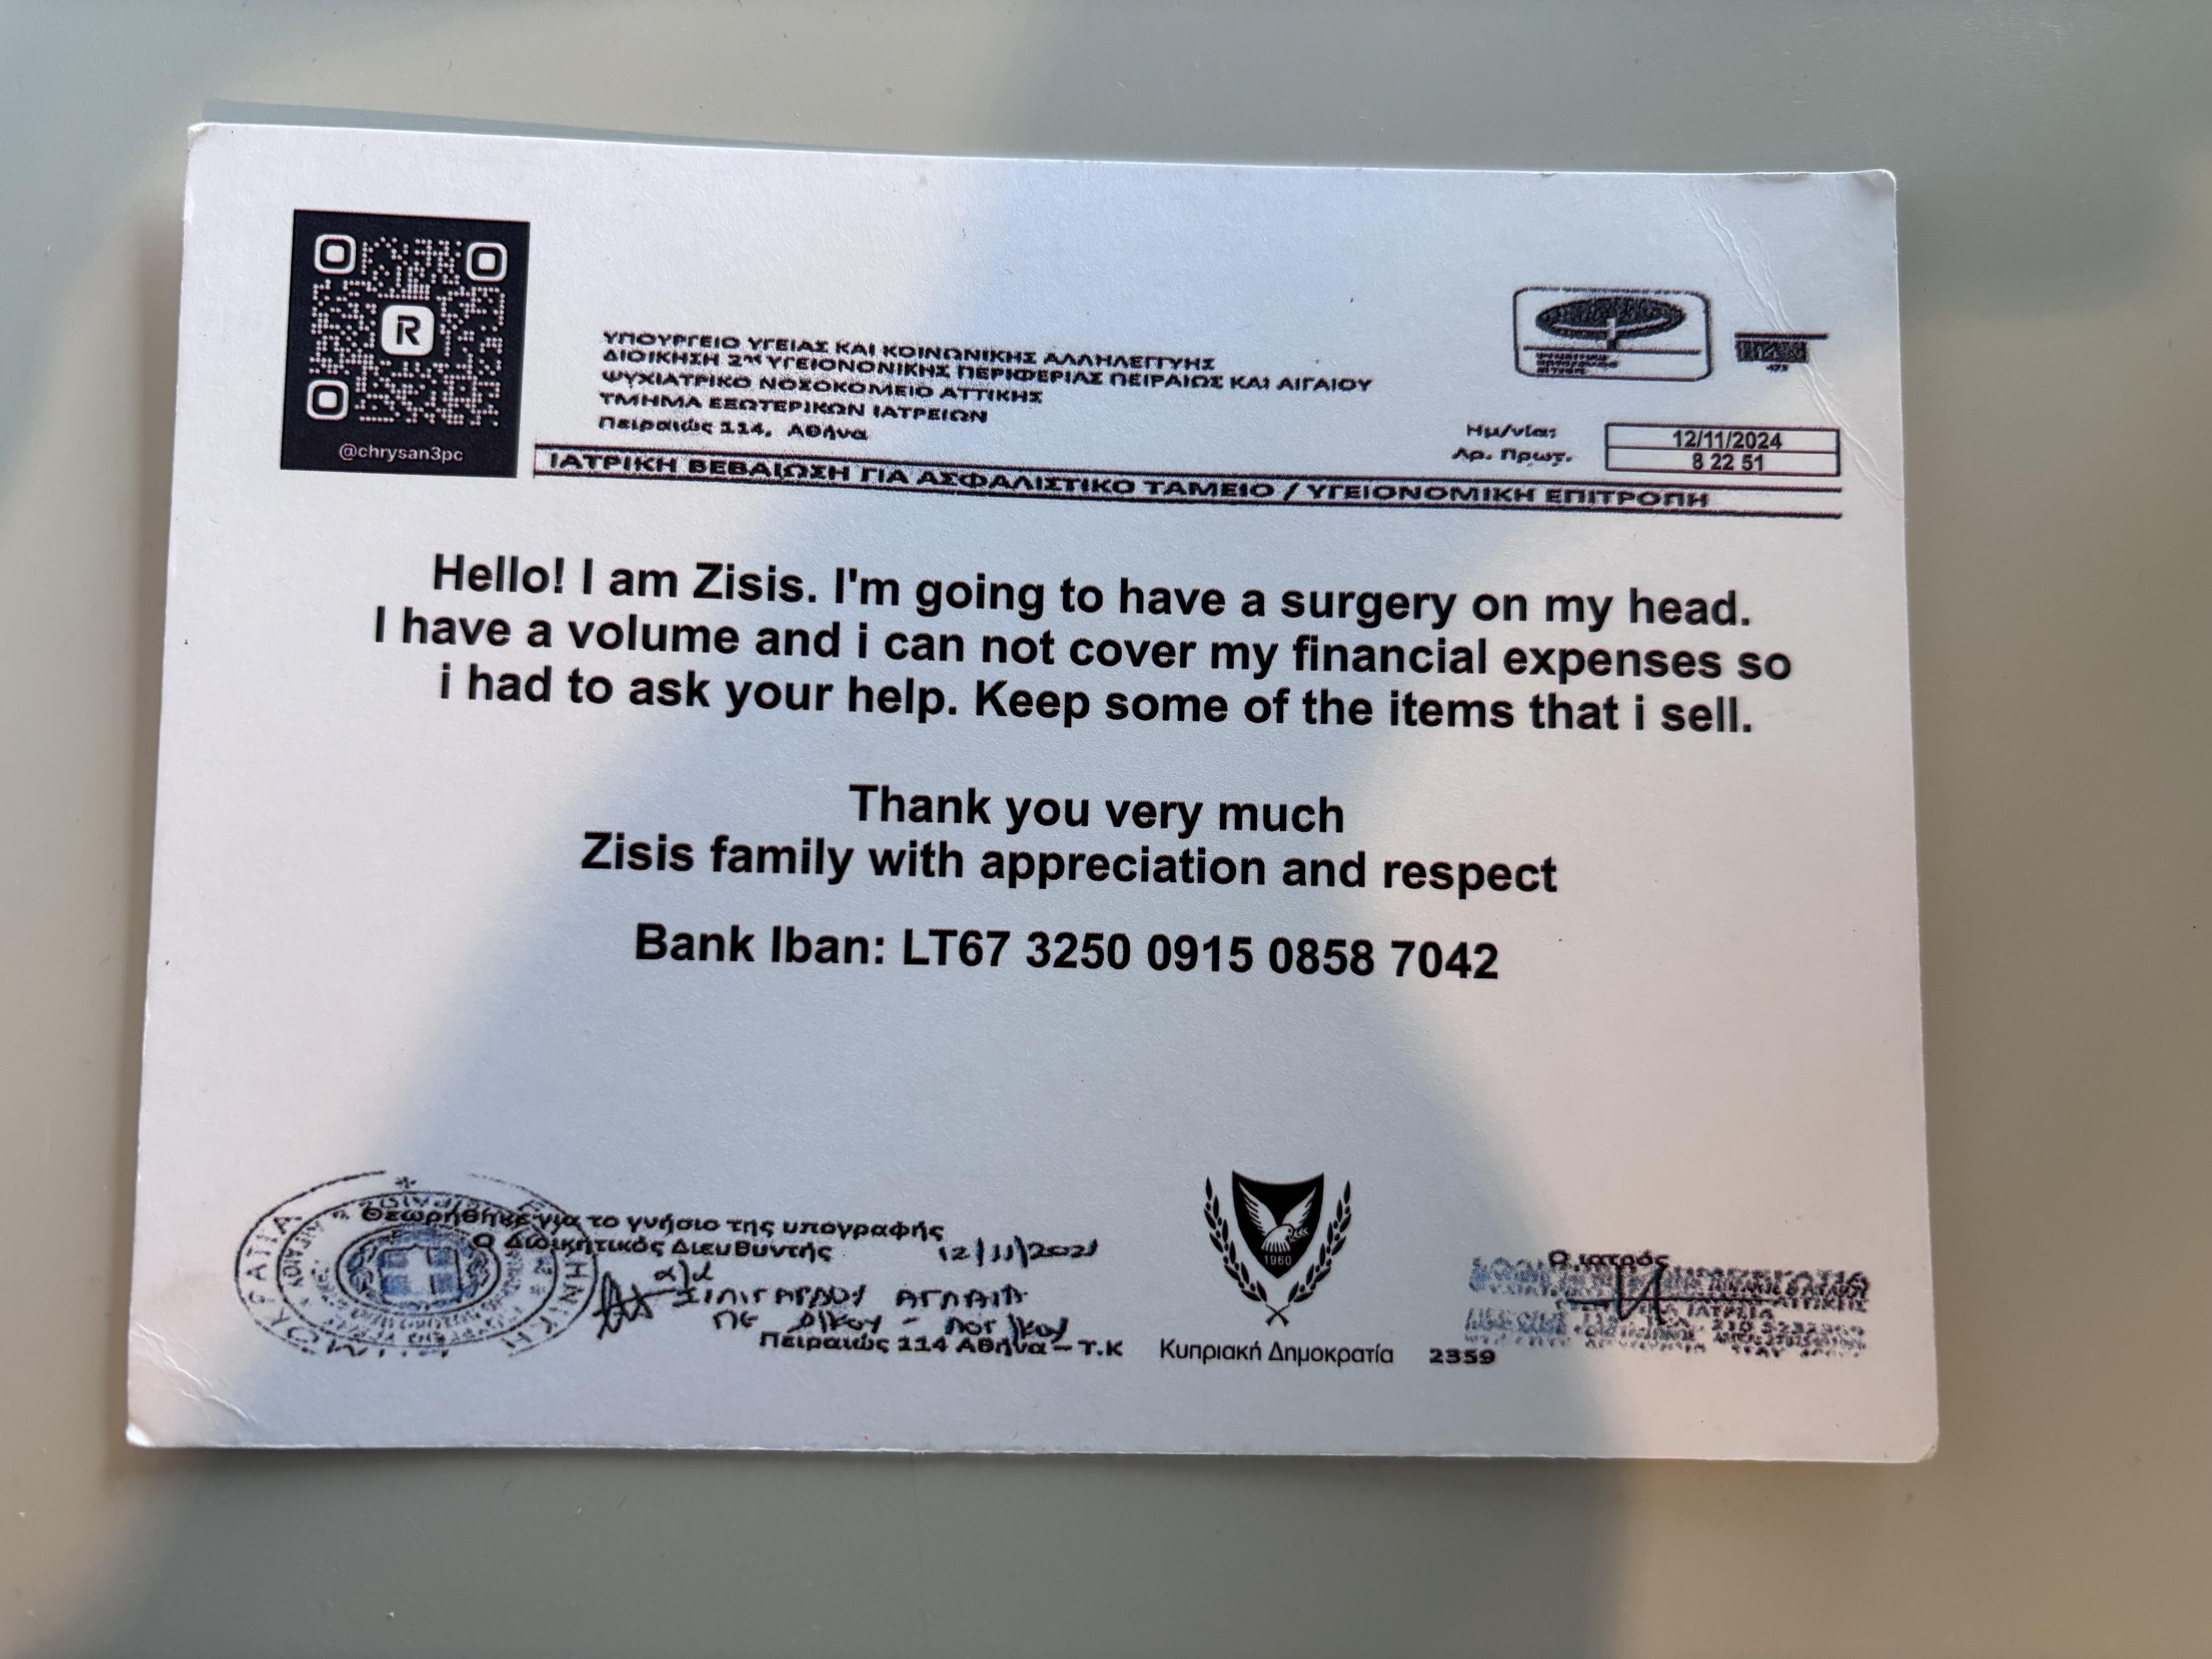 R
@chrysan3pc
ΥΠΟΥΡΓΕΙΟ ΥΓΕΙΑΣ ΚΑΙ ΚΟΙΝΩΝΙΚΗΣ ΑΛΛΗΛΕΓΓΥΗΣ
ΔΙΟΙΚΗΣΗ 2ης ΥΓΕΙΟΝΟΝΙΚΗΣ ΠΕΡΙΦΕΡΙΑΣ ΠΕΙΡΑΙΩΣ ΚΑΙ ΑΙΓΑΙΟΥ
ΨΥΧΙΑΤΡΙΚΟ ΝΟΣΟΚΟΜΕΙΟ ΑΤΤΙΚΗΣ
ΤΜΗΜΑ ΕΞΩΤΕΡΙΚΩΝ ΙΑΤΡΕΙΩΝ
Πειραιώς 114, Αθήνα
Ημ/νία: 12/11/2024
Αρ. Πρωτ. 8 22 51
ΙΑΤΡΙΚΗ ΒΕΒΑΙΩΣΗ ΓΙΑ ΑΣΦΑΛΙΣΤΙΚΟ ΤΑΜΕΙΟ / ΥΓΕΙΟΝΟΜΙΚΗ ΕΠΙΤΡΟΠΗ
Hello! I am Zisis. I'm going to have a surgery on my head.
I have a volume and i can not cover my financial expenses so
i had to ask your help. Keep some of the items that i sell.
Thank you very much
Zisis family with appreciation and respect
Bank Iban: LT67 3250 0915 0858 7042
Θεωρήθηκε για το γνήσιο της υπογραφής
Ο Διοικητικός Διευθυντής 12/11/2021
Πειραιώς 114 Αθήνα – Τ.Κ
1960
Κυπριακή Δημοκρατία
2359
Ο ιατρός